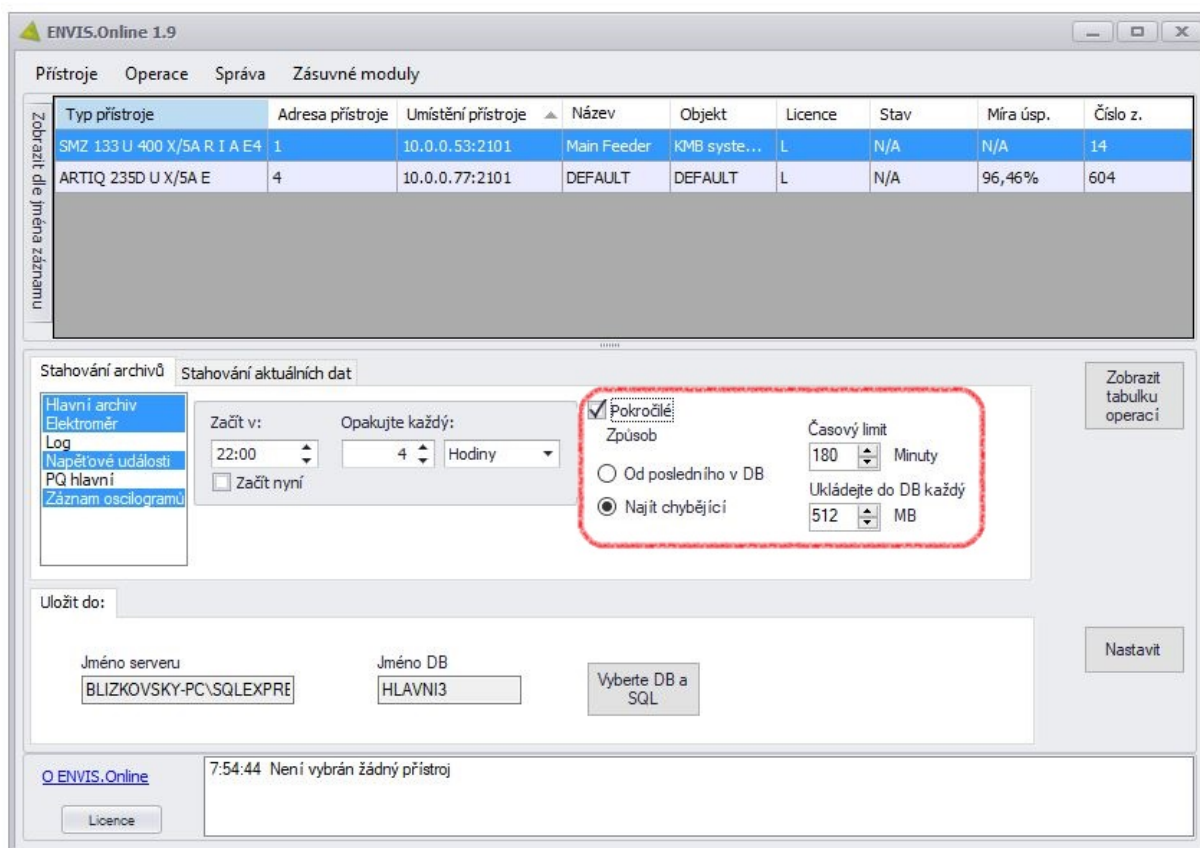 ENVIS.Online 1.9
Přístroje Operace Správa Zásuvné moduly
Zobrazit dle jména záznamu
Typ přístroje Adresa přístroje Umístění přístroje Název Objekt Licence Stav Míra úsp. Číslo z.
SMZ 133 U 400 X/5A R I A E4 1 10.0.0.53:2101 Main Feeder KMB syste... L N/A N/A 14
ARTIQ 235D U X/5A E 4 10.0.0.77:2101 DEFAULT DEFAULT L N/A 96,46% 604
Stahování archivů Stahování aktuálních dat
Hlavní archiv
Elektroměr
Log
Napěťové události
PQ hlavní
Záznam oscilogramů
Začít v:
22:00
Začít nyní
Opakujte každý:
4 Hodiny
Pokročilé
Způsob
Od posledního v DB
Najít chybějící
Časový limit
180 Minuty
Ukládejte do DB každý
512 MB
Zobrazit
tabulku
operací
Uložit do:
Jméno serveru
BLIZKOVSKY-PC\SQLEXPRE
Jméno DB
HLAVNI3
Vyberte DB a
SQL
Nastavit
O ENVIS.Online
Licence
7:54:44 Není vybrán žádný přístroj